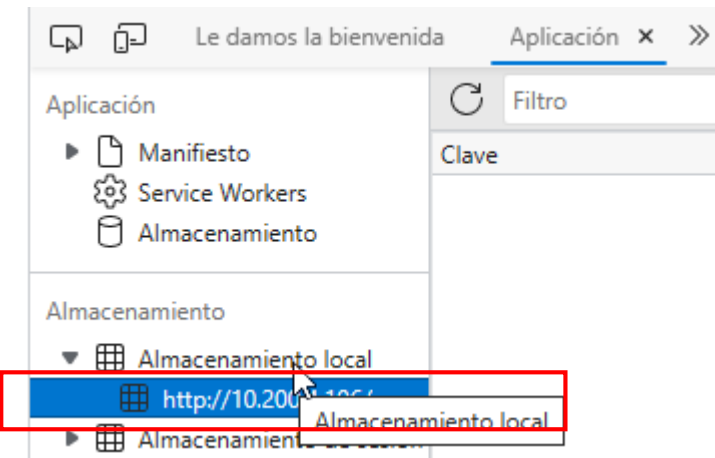 Le damos la bienvenida
Aplicación
Aplicación
Filtro
Manifiesto
Clave
Service Workers
Almacenamiento
Almacenamiento
Almacenamiento local
http://10.200
Almacenamiento local
Almacenamiento